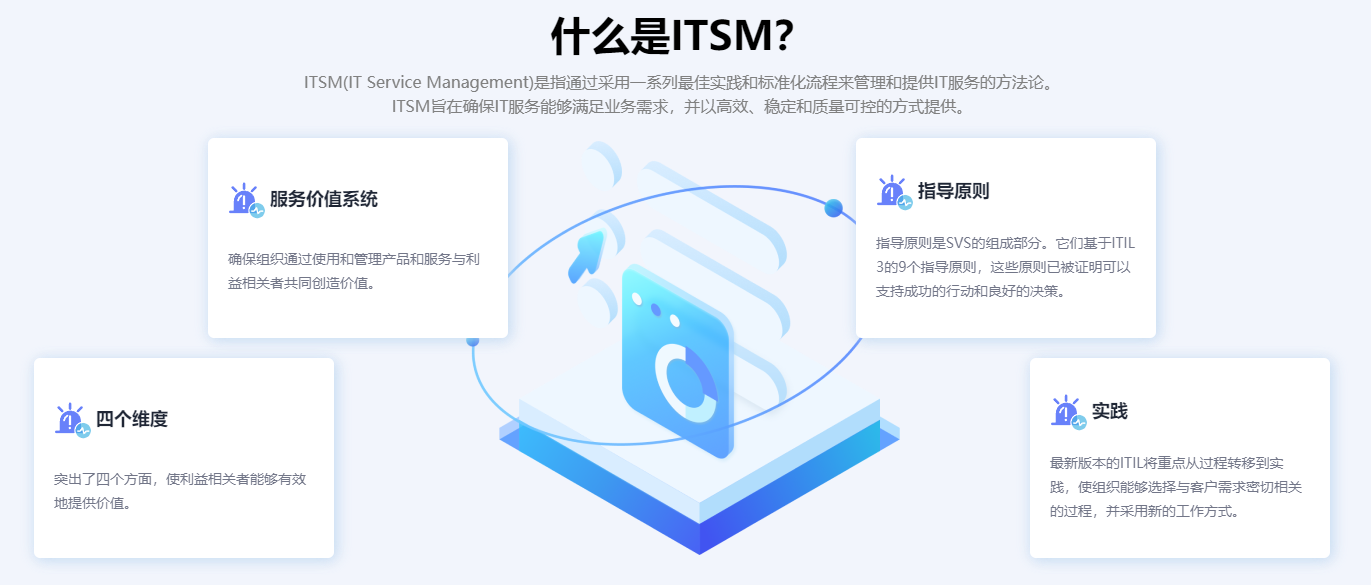 什么是ITSM?
ITSM(IT Service Management)是指通过采用一系列最佳实践和标准化流程来管理和提供IT服务的方法论。
ITSM旨在确保IT服务能够满足业务需求，并以高效、稳定和质量可控的方式提供。
服务价值系统
确保组织通过使用和管理产品和服务与利
益相关者共同创造价值。
指导原则
指导原则是SVS的组成部分。它们基于ITIL
3的9个指导原则，这些原则已被证明可以
支持成功的行动和良好的决策。
四个维度
突出了四个方面，使利益相关者能够有效
地提供价值。
实践
最新版本的ITIL将重点从过程转移到实
践，使组织能够选择与客户需求密切相关
的过程，并采用新的工作方式。